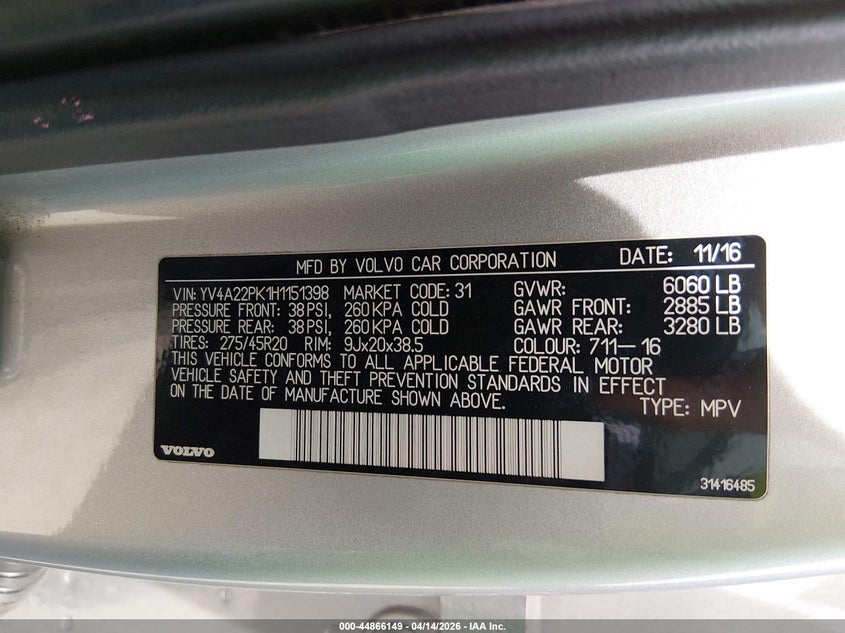 MFD BY VOLVO CAR CORPORATION DATE: 11/16
VIN: YV4A22PK1H1151398 MARKET CODE: 31 GVWR: 6060 LB
PRESSURE FRONT: 38 PSI, 260 KPA COLD GAWR FRONT: 2885 LB
PRESSURE REAR: 38 PSI, 260 KPA COLD GAWR REAR: 3280 LB
TIRES: 275/45R20 RIM: 9Jx20x38.5 COLOUR: 711-16
THIS VEHICLE CONFORMS TO ALL APPLICABLE FEDERAL MOTOR
VEHICLE SAFETY AND THEFT PREVENTION STANDARDS IN EFFECT
ON THE DATE OF MANUFACTURE SHOWN ABOVE. TYPE: MPV
VOLVO
31416485
000-44866149 - 04/14/2026 - IAA Inc.